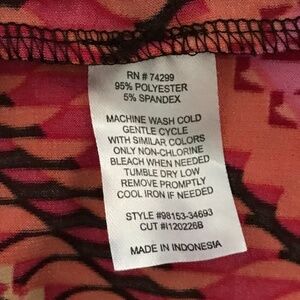 RN # 74299
95% POLYESTER
5% SPANDEX
MACHINE WASH COLD
GENTLE CYCLE
WITH SIMILAR COLORS
ONLY NON-CHLORINE
BLEACH WHEN NEEDED
TUMBLE DRY LOW
REMOVE PROMPTLY
COOL IRON IF NEEDED
STYLE #98153-34693
CUT #I120226B
MADE IN INDONESIA